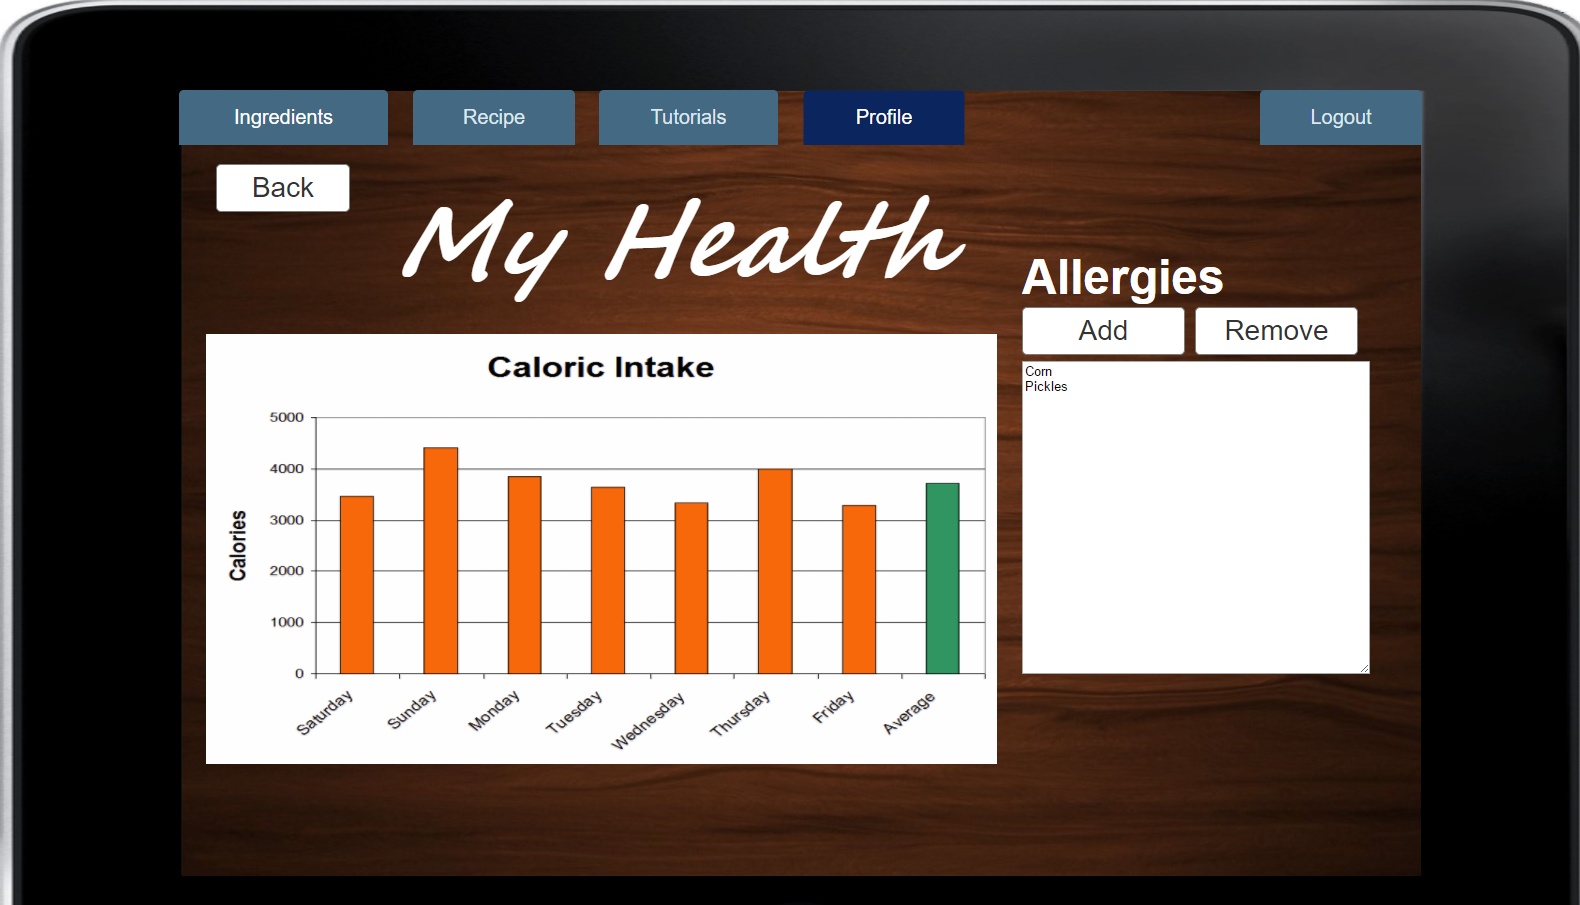 Ingredients
Recipe
Tutorials
Profile
Logout
Back
My Health
Allergies
Add
Remove
Corn
Pickles
Caloric Intake
Calories
5000
4000
3000
2000
1000
0
Saturday
Sunday
Monday
Tuesday
Wednesday
Thursday
Friday
Average